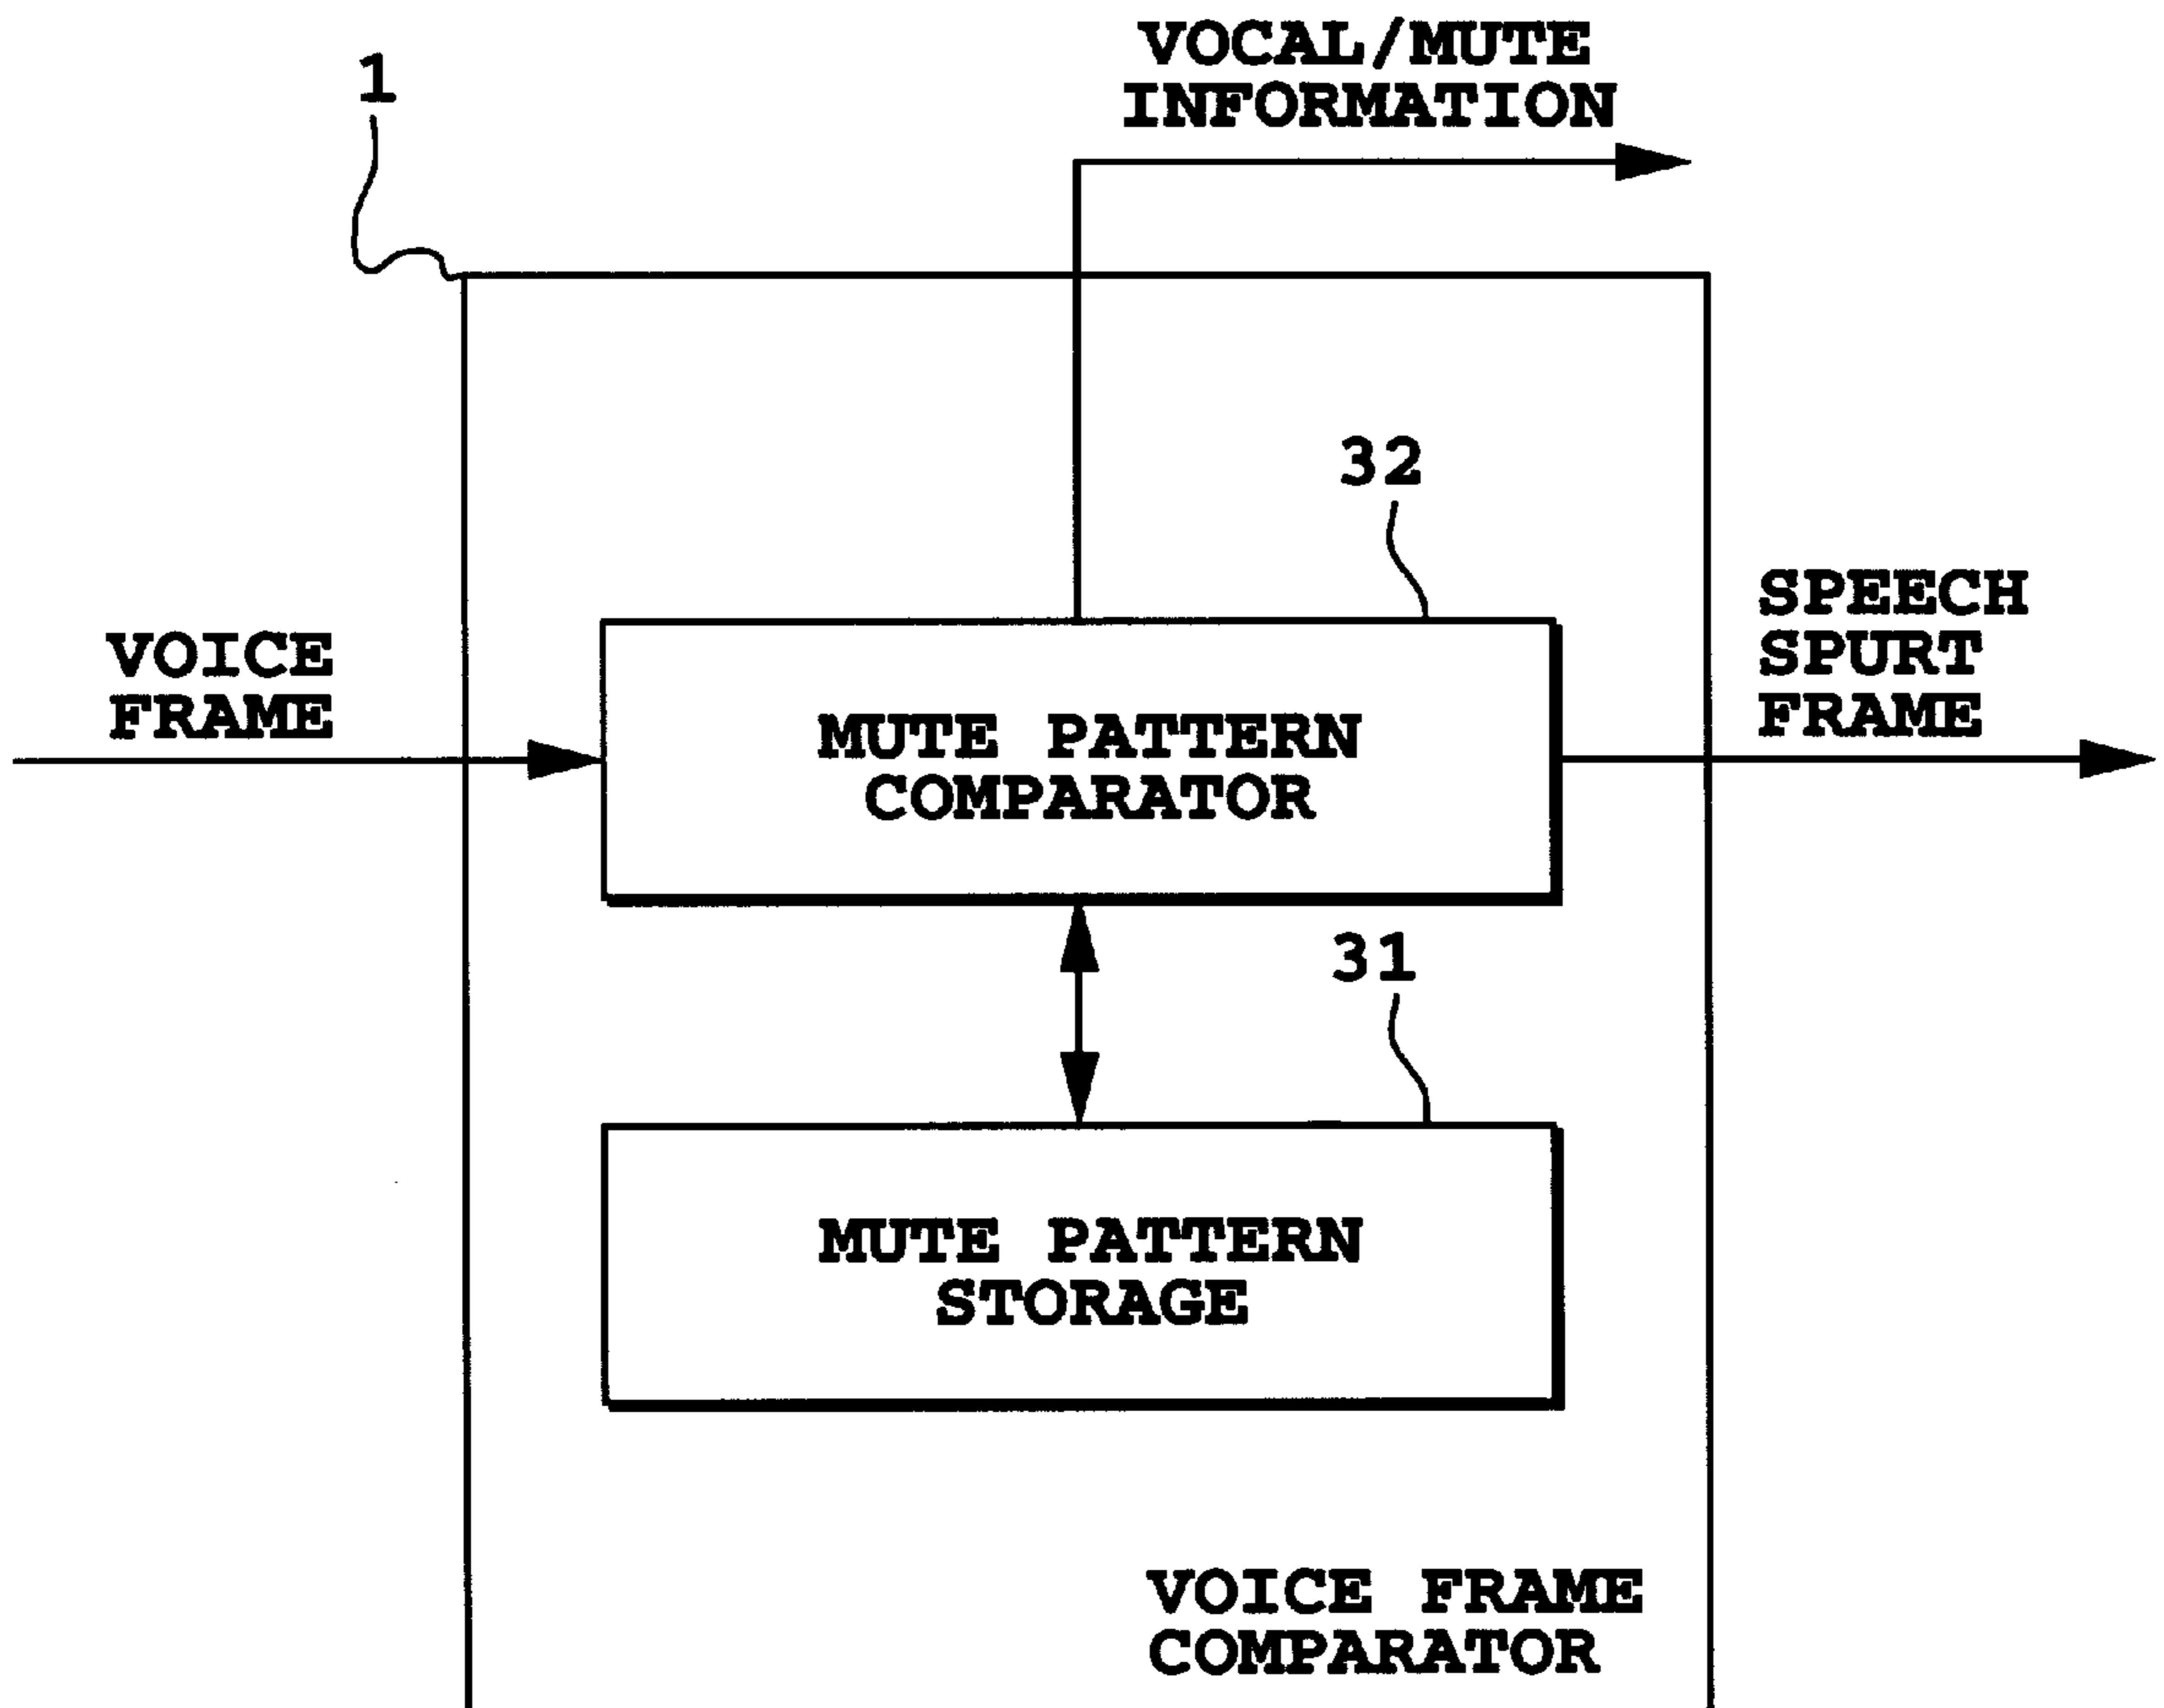 1
VOCAL/MUTE
INFORMATION
32
VOICE
FRAME
SPEECH
SPURT
FRAME
MUTE PATTERN
COMPARATOR
31
MUTE PATTERN
STORAGE
VOICE FRAME
COMPARATOR